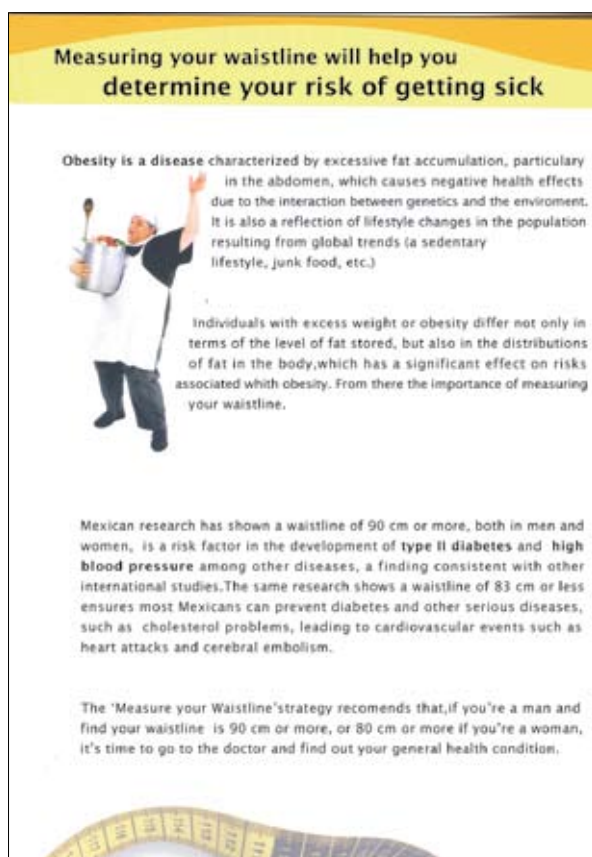 Measuring your waistline will help you
determine your risk of getting sick
Obesity is a disease characterized by excessive fat accumulation, particulary
in the abdomen, which causes negative health effects
due to the interaction between genetics and the enviroment.
It is also a reflection of lifestyle changes in the population
resulting from global trends (a sedentary
lifestyle, junk food, etc.)
Individuals with excess weight or obesity differ not only in
terms of the level of fat stored, but also in the distributions
of fat in the body,which has a significant effect on risks
associated whith obesity. From there the importance of measuring
your waistline.
Mexican research has shown a waistline of 90 cm or more, both in men and
women, is a risk factor in the development of type II diabetes and high
blood pressure among other diseases, a finding consistent with other
international studies.The same research shows a waistline of 83 cm or less
ensures most Mexicans can prevent diabetes and other serious diseases,
such as cholesterol problems, leading to cardiovascular events such as
heart attacks and cerebral embolism.
The 'Measure your Waistline'strategy recomends that,if you're a man and
find your waistline is 90 cm or more, or 80 cm or more if you're a woman,
it's time to go to the doctor and find out your general health condition.